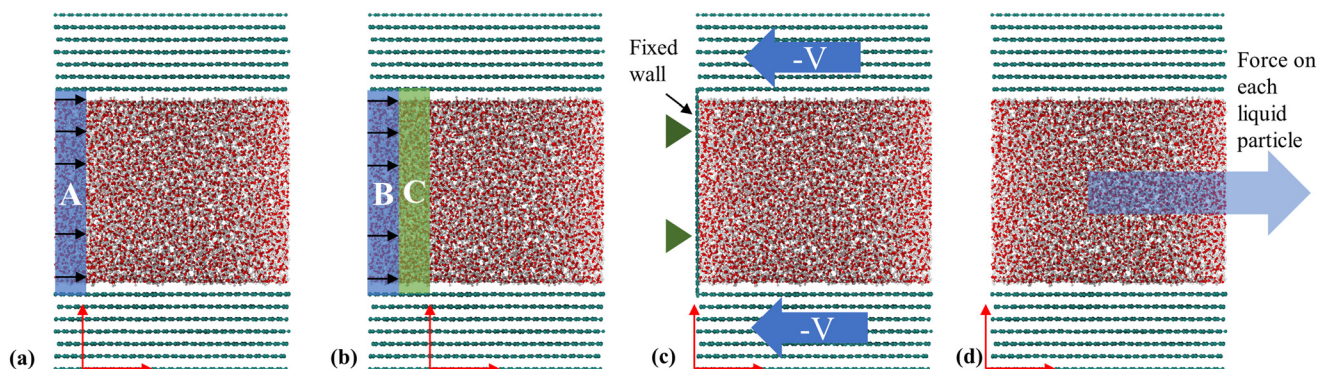 Fixed
wall
-V
Force on
each
liquid
particle
A
B C
-V
(a)
(b)
(c)
(d)